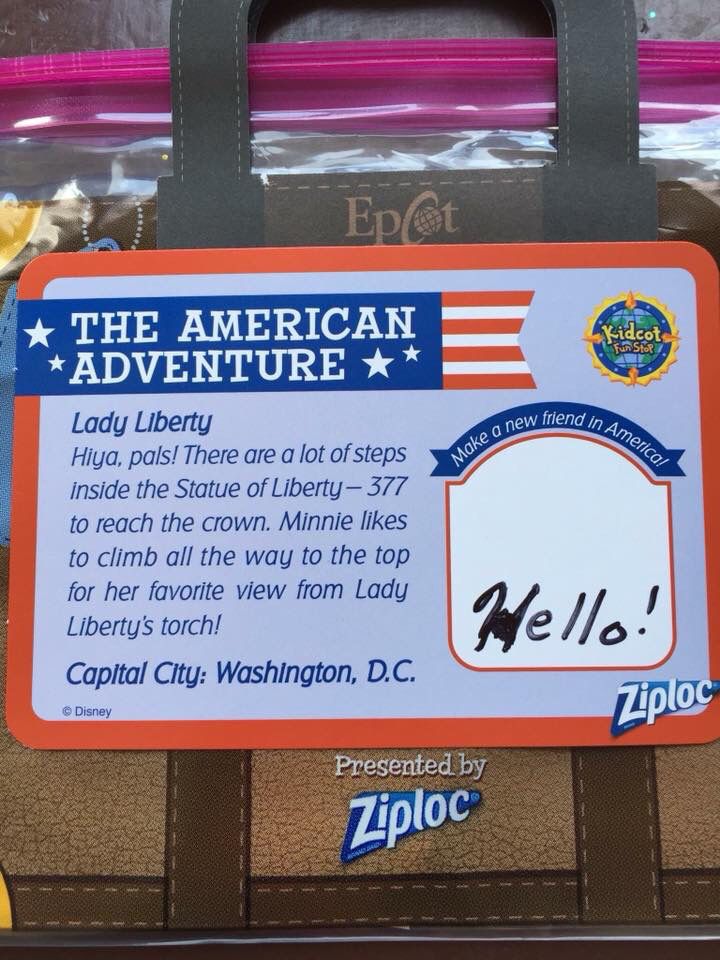 Epcot
THE AMERICAN
ADVENTURE
Kidcot
Fun Stop
Lady Liberty
Hiya, pals! There are a lot of steps
inside the Statue of Liberty – 377
to reach the crown. Minnie likes
to climb all the way to the top
for her favorite view from Lady
Liberty's torch!
Capital City: Washington, D.C.
© Disney
Make a new friend in America!
Hello!
Ziploc
Presented by
Ziploc